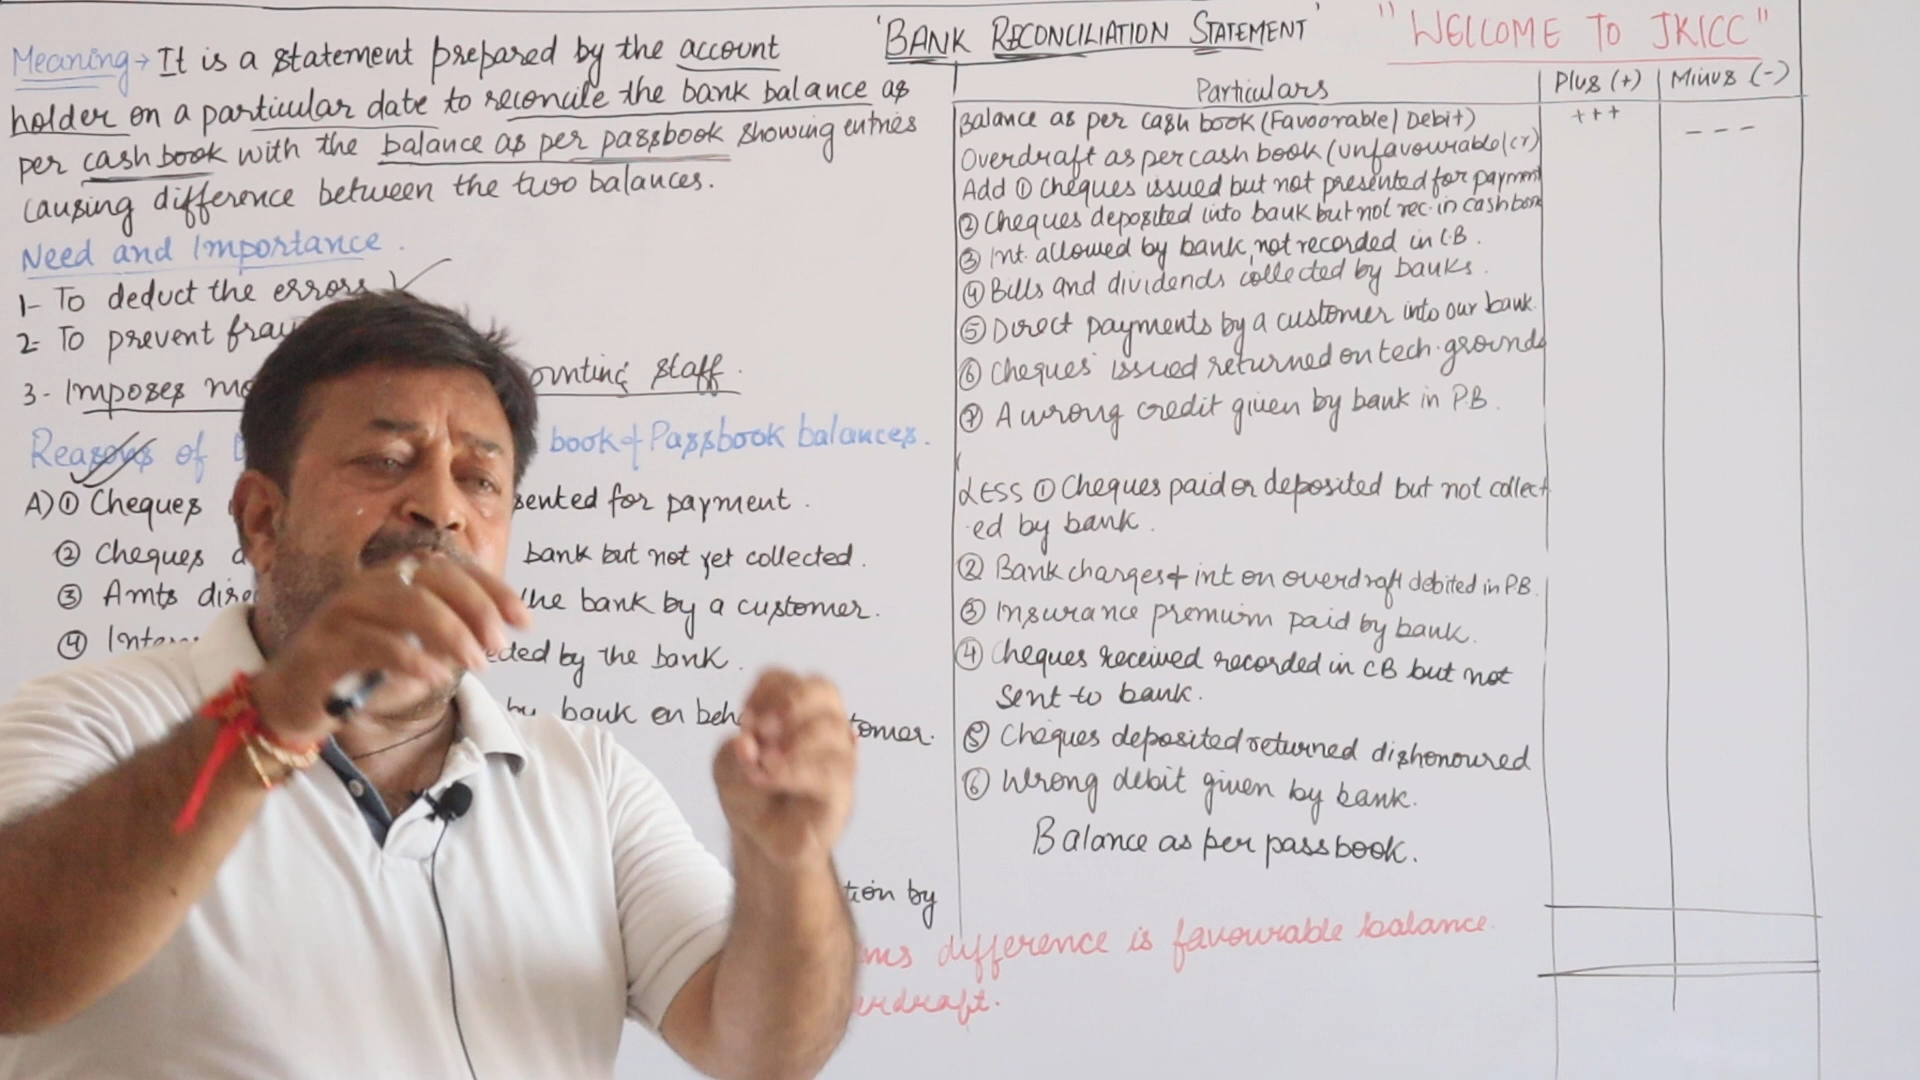 'BANK RECONCILIATION STATEMENT'
"WELCOME TO JKICC"
Meaning → It is a statement prepared by the account
holder on a particular date to reconcile the bank balance as
per cash book with the balance as per passbook showing entries
causing difference between the two balances.
Need and Importance.
1- To deduct the errors
2- To prevent
3- Imposes ounting staff.
Reasons of book & Passbook balances.
A) ① Cheques sented for payment.
② Cheques bank but not yet collected.
③ Amts the bank by a customer.
④ cted by the bank.
by bank on tomer.
tion by
difference is favourable balance.
Particulars Plus (+) Minus (-)
Balance as per cash book (Favoorable/Debit) +++
Overdraft as per cash book (unfavourable/cr) ---
Add ① Cheques issued but not presented for payment
② Cheques deposited into bank but not rec. in cash book
③ Int. allowed by bank, not recorded in C.B.
④ Bills and dividends collected by banks.
⑤ Direct payments by a customer into our bank.
⑥ Cheques issued returned on tech. grounds
⑦ A wrong credit given by bank in P.B.
LESS ① Cheques paid or deposited but not collect
ed by bank.
② Bank charges & int on overdraft debited in P.B.
③ Insurance premium paid by bank.
④ Cheques received recorded in CB but not
sent to bank.
⑤ Cheques deposited returned dishonoured
⑥ Wrong debit given by bank.
Balance as per passbook.